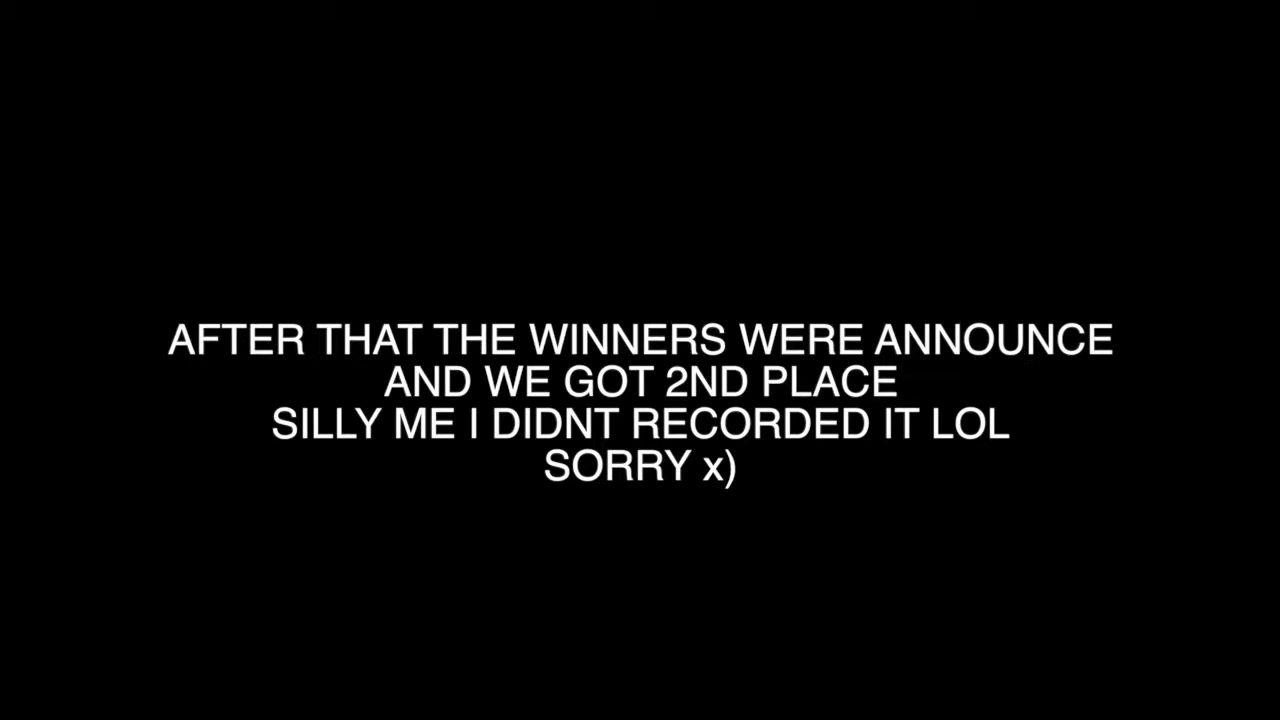 AFTER THAT THE WINNERS WERE ANNOUNCE
AND WE GOT 2ND PLACE
SILLY ME I DIDNT RECORDED IT LOL
SORRY x)